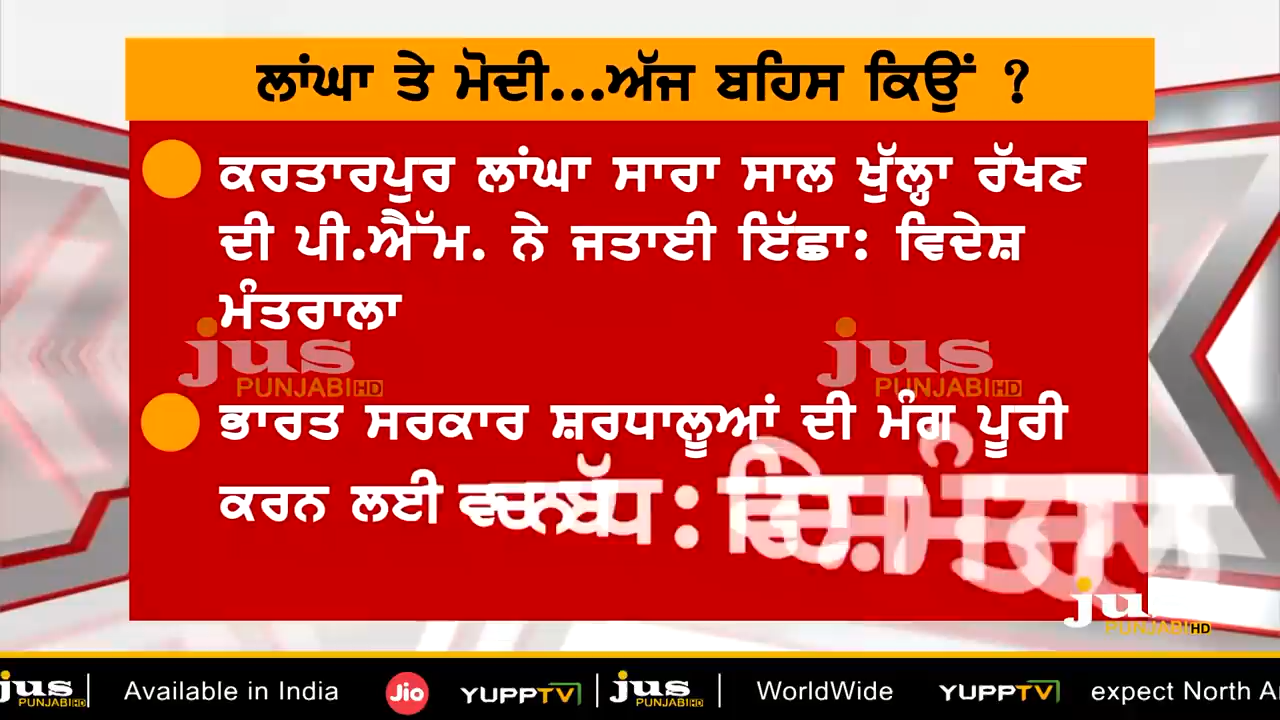 ਲਾਂਘਾ ਤੇ ਮੋਦੀ...ਅੱਜ ਬਹਿਸ ਕਿਉਂ ?
ਕਰਤਾਰਪੁਰ ਲਾਂਘਾ ਸਾਰਾ ਸਾਲ ਖੁੱਲ੍ਹਾ ਰੱਖਣ
ਦੀ ਪੀ.ਐੱਮ. ਨੇ ਜਤਾਈ ਇੱਛਾ: ਵਿਦੇਸ਼
ਮੰਤਰਾਲਾ
jus PUNJABI HD
jus PUNJABI HD
ਭਾਰਤ ਸਰਕਾਰ ਸ਼ਰਧਾਲੂਆਂ ਦੀ ਮੰਗ ਪੂਰੀ
ਕਰਨ ਲਈ ਵਚਨਬੱਧ :
jus PUNJABI HD
jus PUNJABI HD | Available in India Jio YUPPTV | jus PUNJABI HD | WorldWide YUPPTV expect North